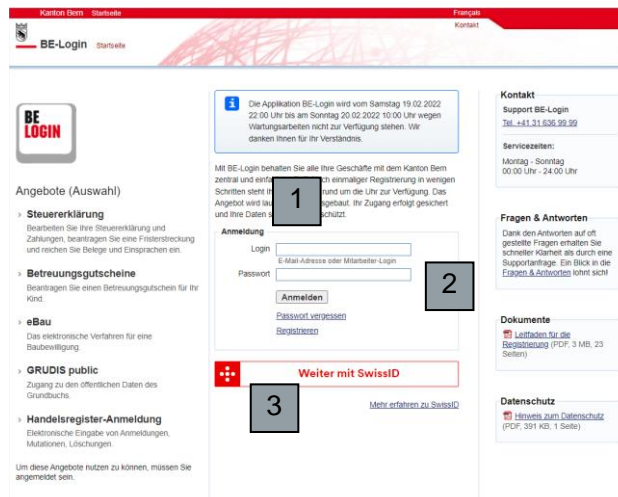 Kanton Bern Startseite
Français
Kontakt
BE-Login Startseite
BE
LOGIN
Angebote (Auswahl)
Steuererklärung
Bearbeiten Sie Ihre Steuererklärung und
Zahlungen, beantragen Sie eine Fristerstreckung
und reichen Sie Belege und Einsprachen ein.
Betreuungsgutscheine
Beantragen Sie einen Betreuungsgutschein für Ihr
Kind.
eBau
Das elektronische Verfahren für eine
Baubewilligung.
GRUDIS public
Zugang zu den öffentlichen Daten des
Grundbuchs.
Handelsregister-Anmeldung
Elektronische Eingabe von Anmeldungen,
Mutationen, Löschungen.
Um diese Angebote nutzen zu können, müssen Sie
angemeldet sein.
Die Applikation BE-Login wird vom Samstag 19.02.2022
22:00 Uhr bis am Sonntag 20.02.2022 10:00 Uhr wegen
Wartungsarbeiten nicht zur Verfügung stehen. Wir
danken Ihnen für Ihr Verständnis.
Mit BE-Login behalten Sie alle Ihre Geschäfte mit dem Kanton Bern
zentral und einfa ch einmaliger Registrierung in wenigen
Schritten steht I rund um die Uhr zur Verfügung. Das
Angebot wird lau sgebaut. Ihr Zugang erfolgt gesichert
und Ihre Daten s schützt.
1
Anmeldung
Login
E-Mail-Adresse oder Mitarbeiter-Login
Passwort
2
Anmelden
Passwort vergessen
Registrieren
Weiter mit SwissID
3
Mehr erfahren zu SwissID
Kontakt
Support BE-Login
Tel. +41 31 636 99 99
Servicezeiten:
Montag - Sonntag
00:00 Uhr - 24:00 Uhr
Fragen & Antworten
Dank den Antworten auf oft
gestellte Fragen erhalten Sie
schneller Klarheit als durch eine
Supportanfrage. Ein Blick in die
Fragen & Antworten lohnt sich!
Dokumente
Leitfaden für die
Registrierung (PDF, 3 MB, 23
Seiten)
Datenschutz
Hinweis zum Datenschutz
(PDF, 391 KB, 1 Seite)